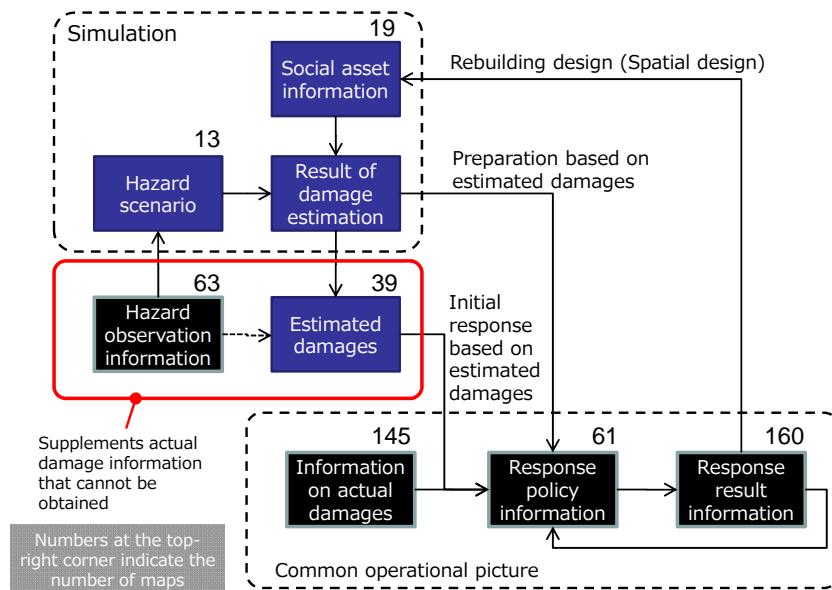 Simulation
19
Social asset
information
Rebuilding design (Spatial design)
13
Hazard
scenario
Result of
damage
estimation
Preparation based on
estimated damages
63
Hazard
observation
information
39
Estimated
damages
Initial
response
based on
estimated
damages
Supplements actual
damage information
that cannot be
obtained
145
Information
on actual
damages
61
Response
policy
information
160
Response
result
information
Numbers at the top-
right corner indicate the
number of maps
Common operational picture